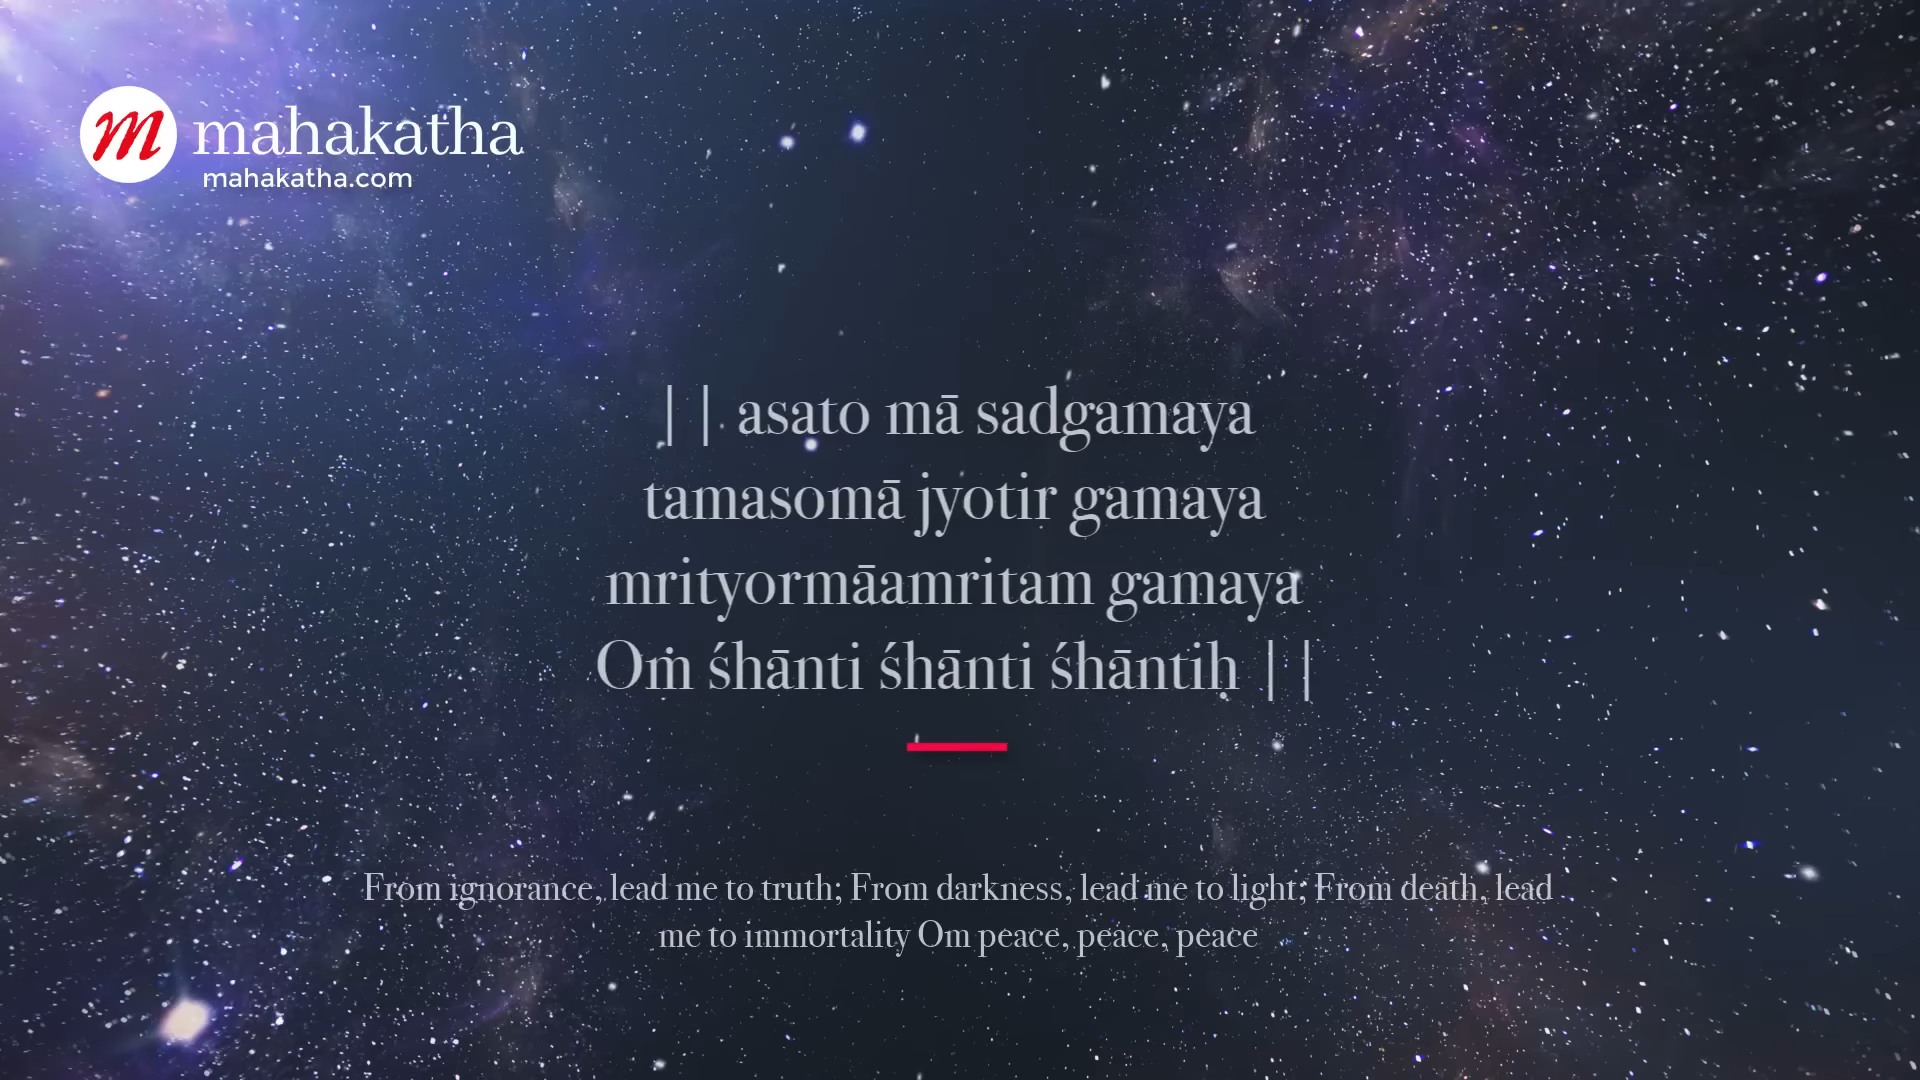 m mahakatha
mahakatha.com
|| asato mā sadgamaya
tamasomā jyotir gamaya
mrityormāamritam gamaya
Oṁ śhānti śhānti śhāntiḥ ||
From ignorance, lead me to truth; From darkness, lead me to light; From death, lead
me to immortality Om peace, peace, peace